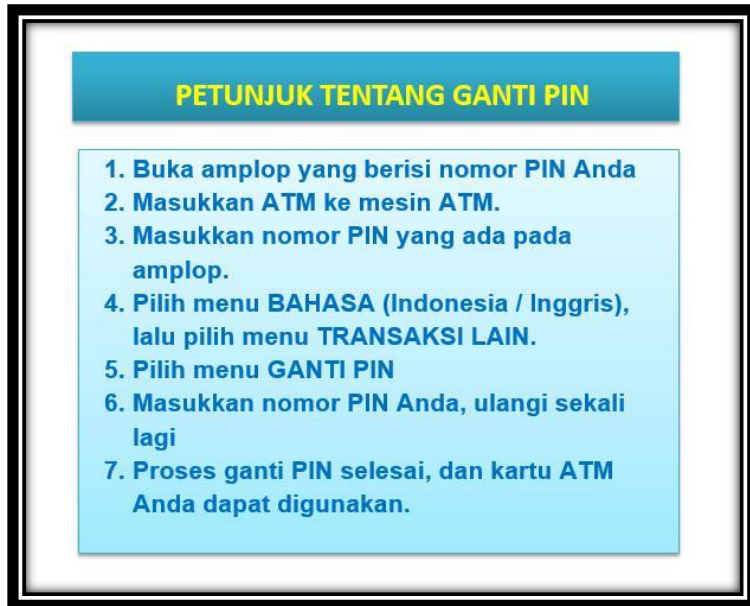 PETUNJUK TENTANG GANTI PIN
1. Buka amplop yang berisi nomor PIN Anda
2. Masukkan ATM ke mesin ATM.
3. Masukkan nomor PIN yang ada pada
amplop.
4. Pilih menu BAHASA (Indonesia / Inggris),
lalu pilih menu TRANSAKSI LAIN.
5. Pilih menu GANTI PIN
6. Masukkan nomor PIN Anda, ulangi sekali
lagi
7. Proses ganti PIN selesai, dan kartu ATM
Anda dapat digunakan.